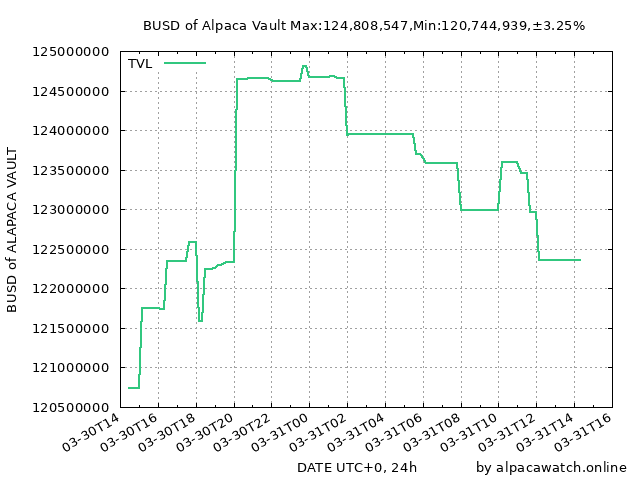 BUSD of Alpaca Vault Max:124,808,547,Min:120,744,939,±3.25%
TVL
125000000
124500000
124000000
123500000
123000000
122500000
122000000
121500000
121000000
120500000
BUSD of ALAPACA VAULT
03-30T14
03-30T16
03-30T18
03-30T20
03-30T22
03-31T00
03-31T02
03-31T04
03-31T06
03-31T08
03-31T10
03-31T12
03-31T14
03-31T16
DATE UTC+0, 24h
by alpacawatch.online